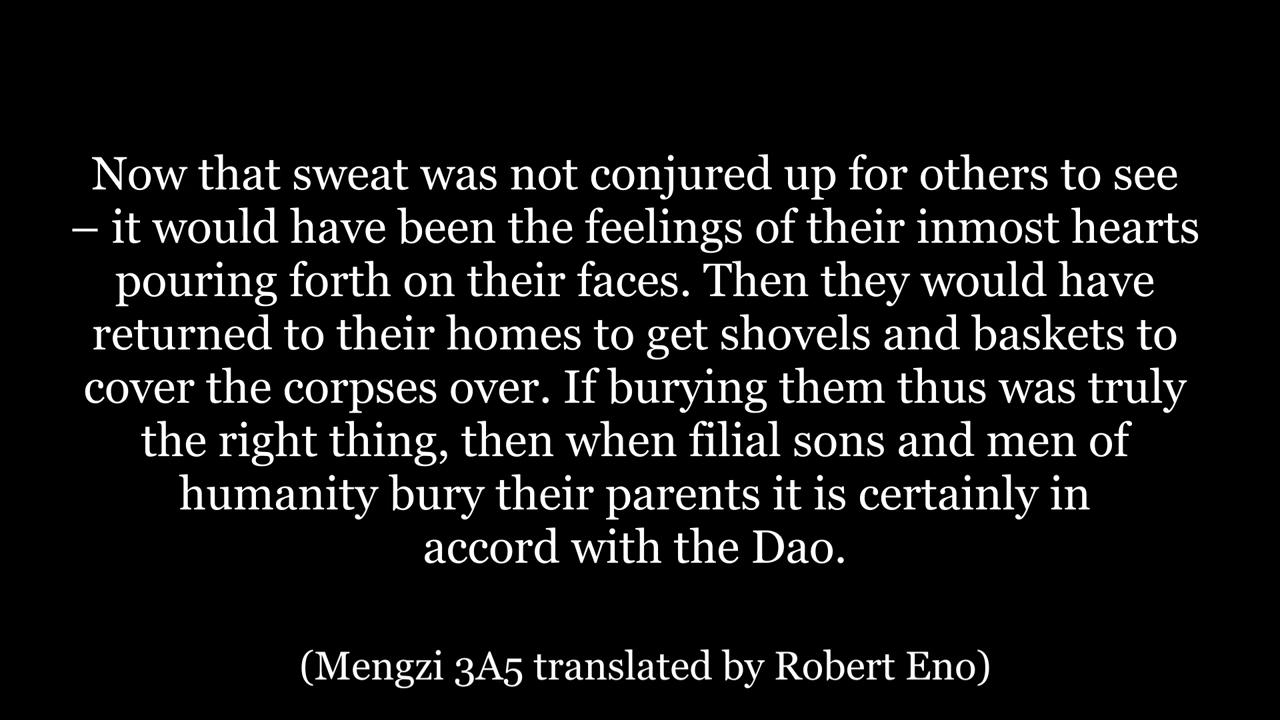 Now that sweat was not conjured up for others to see
– it would have been the feelings of their inmost hearts
pouring forth on their faces. Then they would have
returned to their homes to get shovels and baskets to
cover the corpses over. If burying them thus was truly
the right thing, then when filial sons and men of
humanity bury their parents it is certainly in
accord with the Dao.
(Mengzi 3A5 translated by Robert Eno)